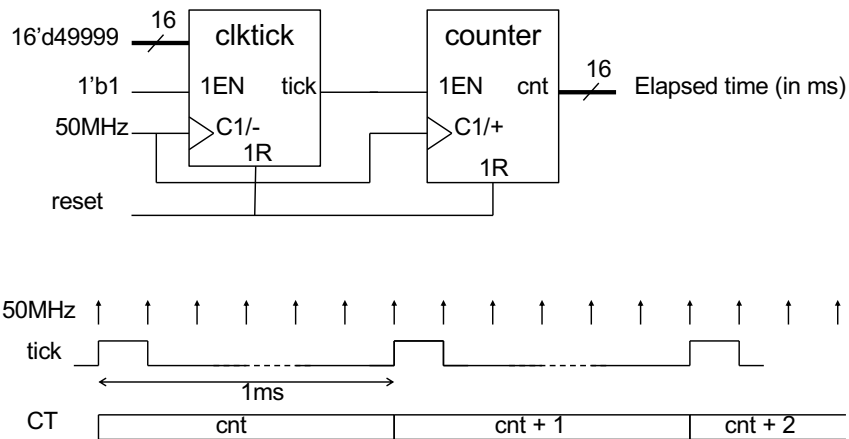 16'd49999 16 clktick counter
16
1'b1 1EN tick 1EN cnt Elapsed time (in ms)
50MHz C1/- C1/+
1R 1R
reset
50MHz
tick
1ms
CT cnt cnt + 1 cnt + 2